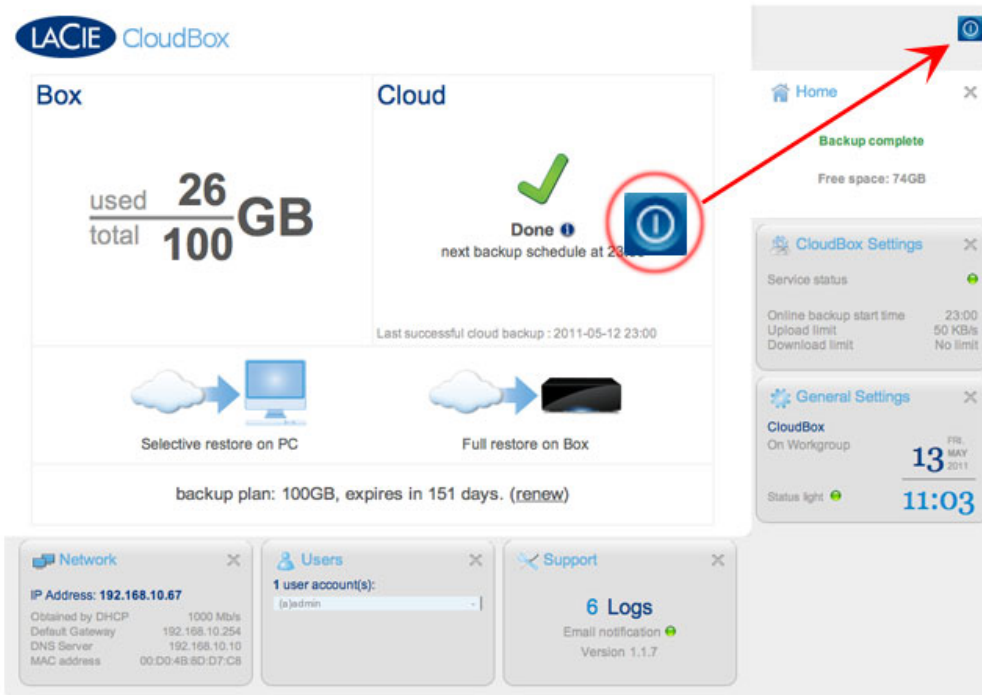 LACIE CloudBox
Box
used 26 GB
total 100
Cloud
Done
next backup schedule at
Last successful cloud backup : 2011-05-12 23:00
Selective restore on PC
Full restore on Box
backup plan: 100GB, expires in 151 days. (renew)
Home
Backup complete
Free space: 74GB
CloudBox Settings
Service status
Online backup start time 23:00
Upload limit 50 KB/s
Download limit No limit
General Settings
CloudBox
On Workgroup
13 FRI. MAY 2011
Status light 11:03
Network
IP Address: 192.168.10.67
Obtained by DHCP 1000 Mb/s
Default Gateway 192.168.10.254
DNS Server 192.168.10.10
MAC address 00:D0:4B:8D:D7:C8
Users
1 user account(s):
(a)admin
Support
6 Logs
Email notification
Version 1.1.7